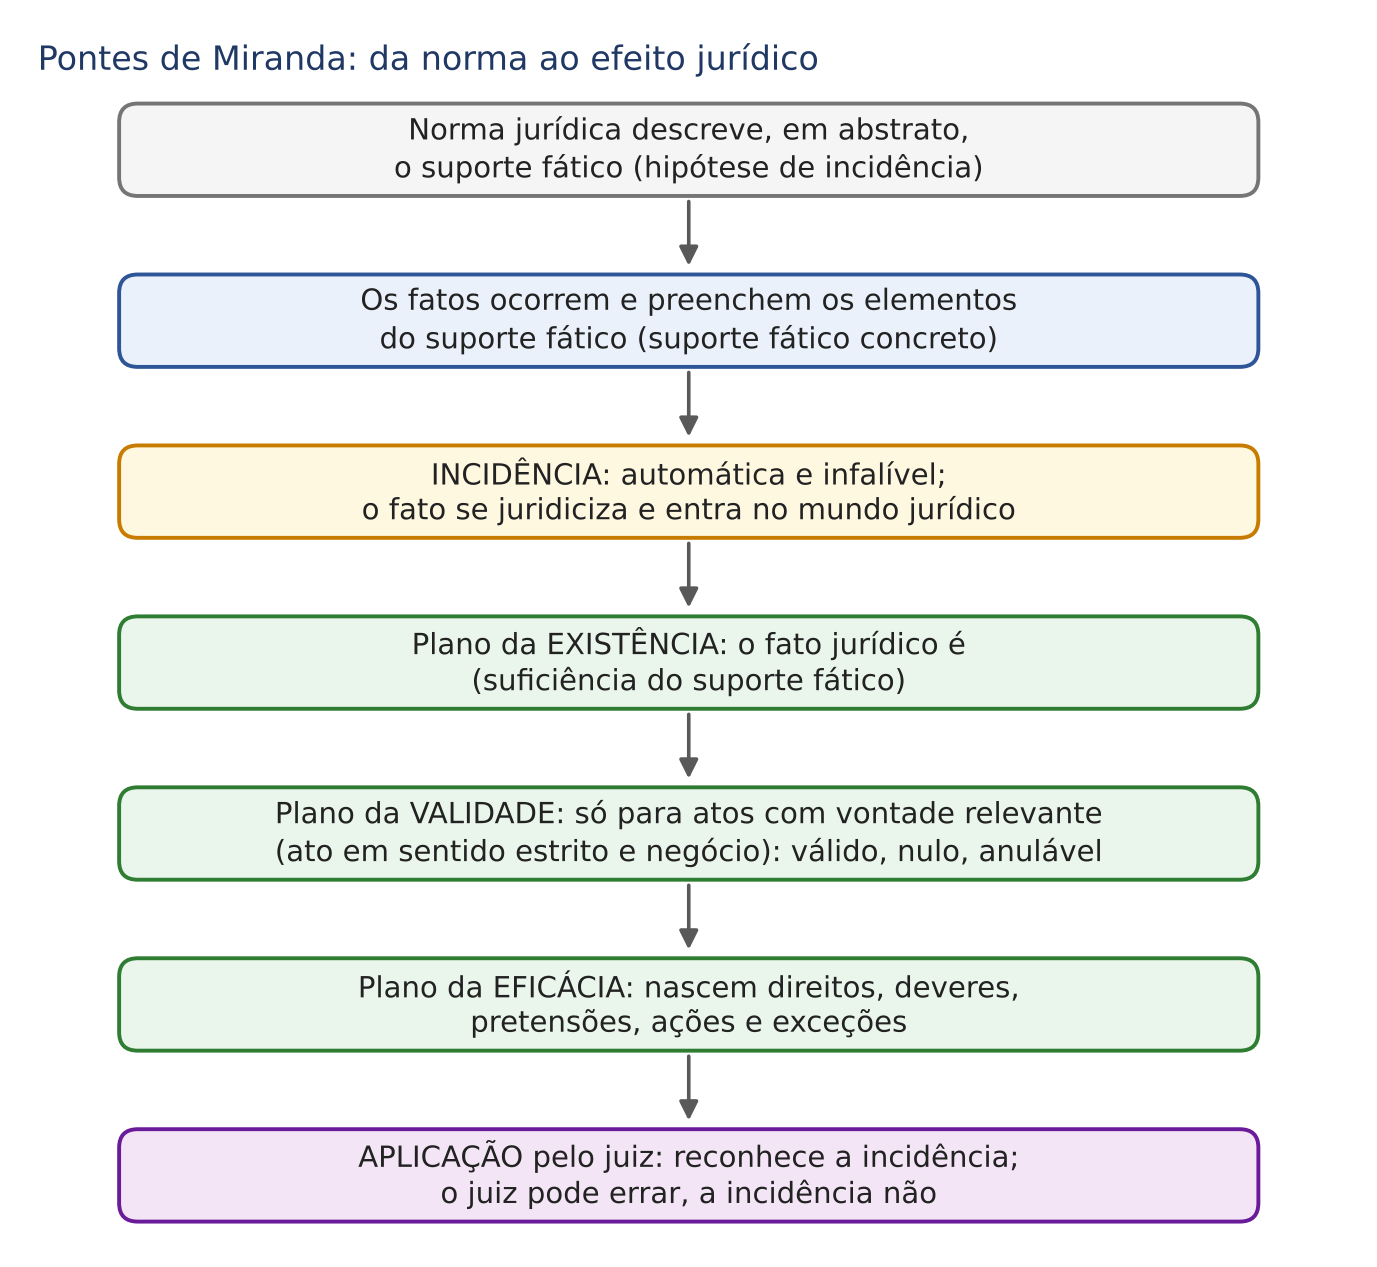 Pontes de Miranda: da norma ao efeito jurídico
Norma jurídica descreve, em abstrato,
o suporte fático (hipótese de incidência)
Os fatos ocorrem e preenchem os elementos
do suporte fático (suporte fático concreto)
INCIDÊNCIA: automática e infalível;
o fato se juridiciza e entra no mundo jurídico
Plano da EXISTÊNCIA: o fato jurídico é
(suficiência do suporte fático)
Plano da VALIDADE: só para atos com vontade relevante
(ato em sentido estrito e negócio): válido, nulo, anulável
Plano da EFICÁCIA: nascem direitos, deveres,
pretensões, ações e exceções
APLICAÇÃO pelo juiz: reconhece a incidência;
o juiz pode errar, a incidência não